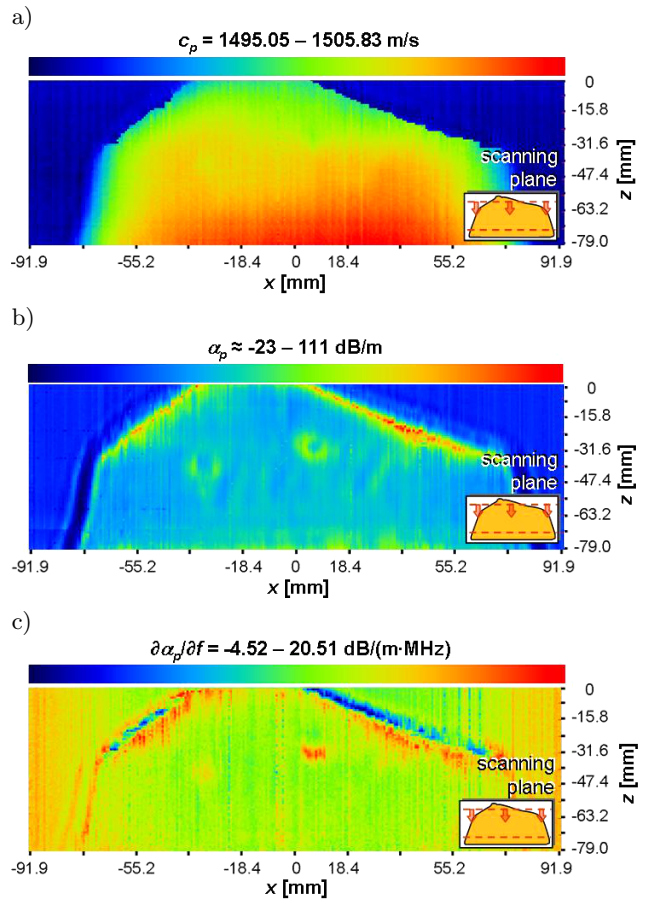 a)
c_p = 1495.05 – 1505.83 m/s
0
-15.8
-31.6
-47.4
-63.2
-79.0
z [mm]
scanning
plane
-91.9 -55.2 -18.4 0 18.4 55.2 91.9
x [mm]
b)
α_p ≈ -23 – 111 dB/m
0
-15.8
-31.6
-47.4
-63.2
-79.0
z [mm]
scanning
plane
-91.9 -55.2 -18.4 0 18.4 55.2 91.9
x [mm]
c)
∂α_p/∂f = -4.52 – 20.51 dB/(m·MHz)
0
-15.8
-31.6
-47.4
-63.2
-79.0
z [mm]
scanning
plane
-91.9 -55.2 -18.4 0 18.4 55.2 91.9
x [mm]